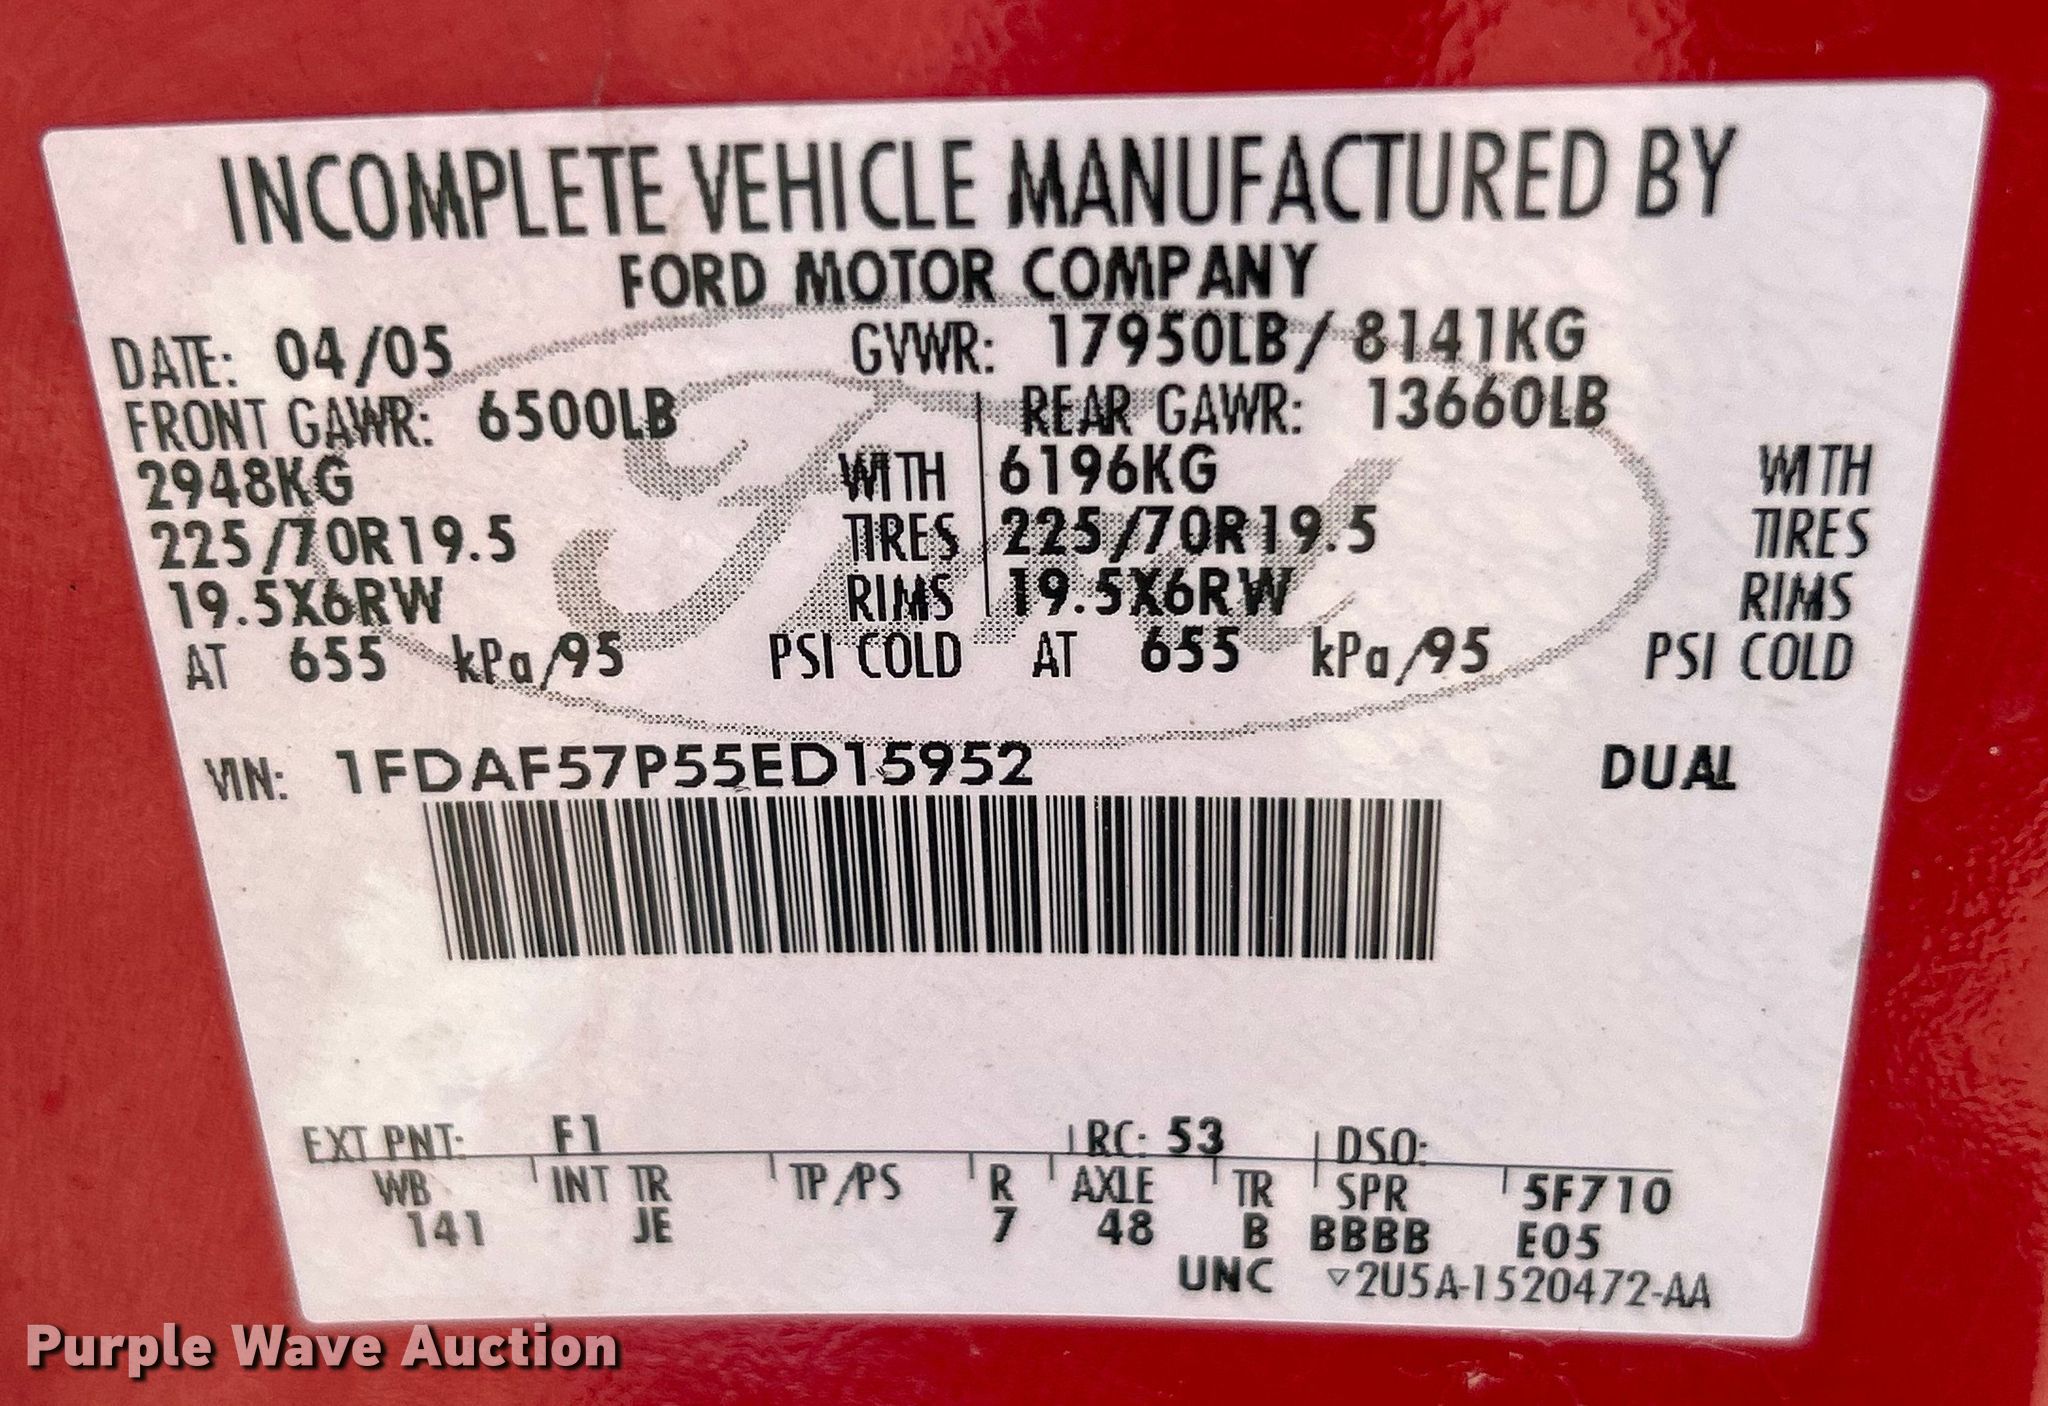 INCOMPLETE VEHICLE MANUFACTURED BY
FORD MOTOR COMPANY
DATE: 04/05 GVWR: 17950LB/8141KG
FRONT GAWR: 6500LB REAR GAWR: 13660LB
2948KG WITH 6196KG WITH
225/70R19.5 TIRES 225/70R19.5 TIRES
19.5X6RW RIMS 19.5X6RW RIMS
AT 655 kPa/95 PSI COLD AT 655 kPa/95 PSI COLD
VIN: 1FDAF57P55ED15952 DUAL
EXT PNT: F1 RC: 53 DSO:
WB INT TR TP/PS R AXLE TR SPR 5F710
141 JE 7 48 B BBBB E05
UNC ▽2U5A-1520472-AA
Purple Wave Auction